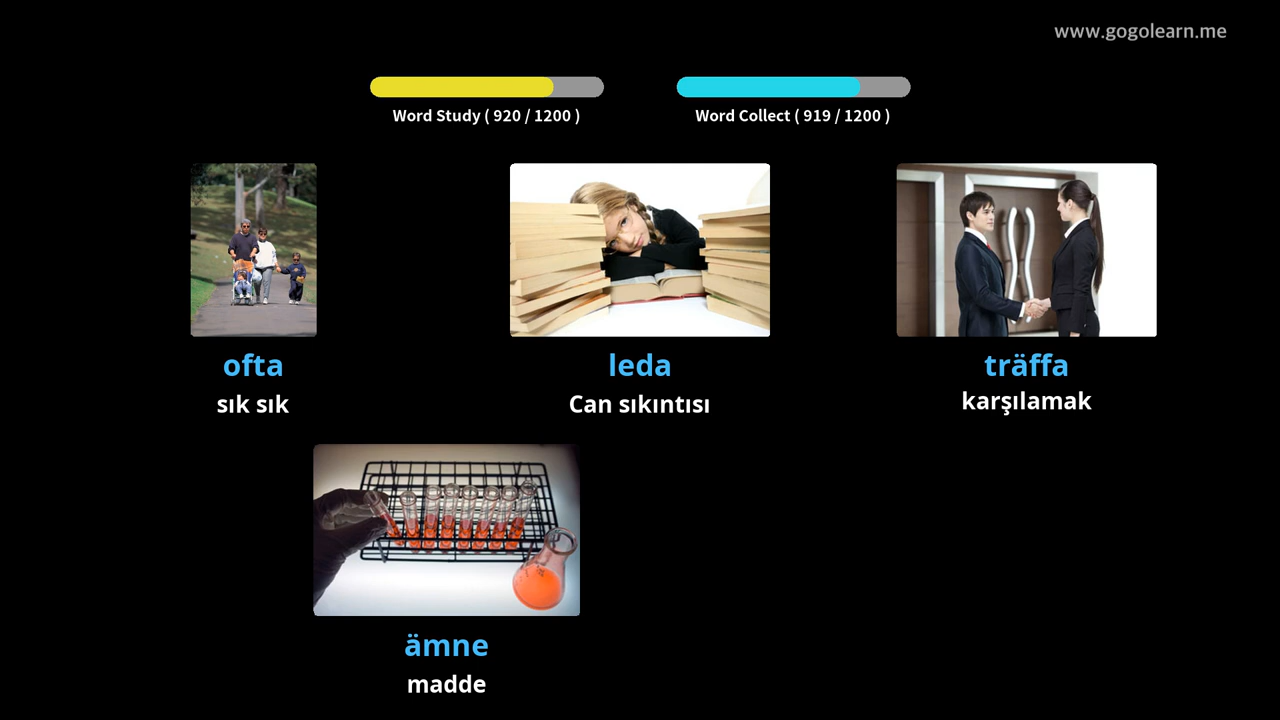 www.gogolearn.me
Word Study ( 920 / 1200 )
Word Collect ( 919 / 1200 )
ofta
sık sık
leda
Can sıkıntısı
träffa
karşılamak
ämne
madde